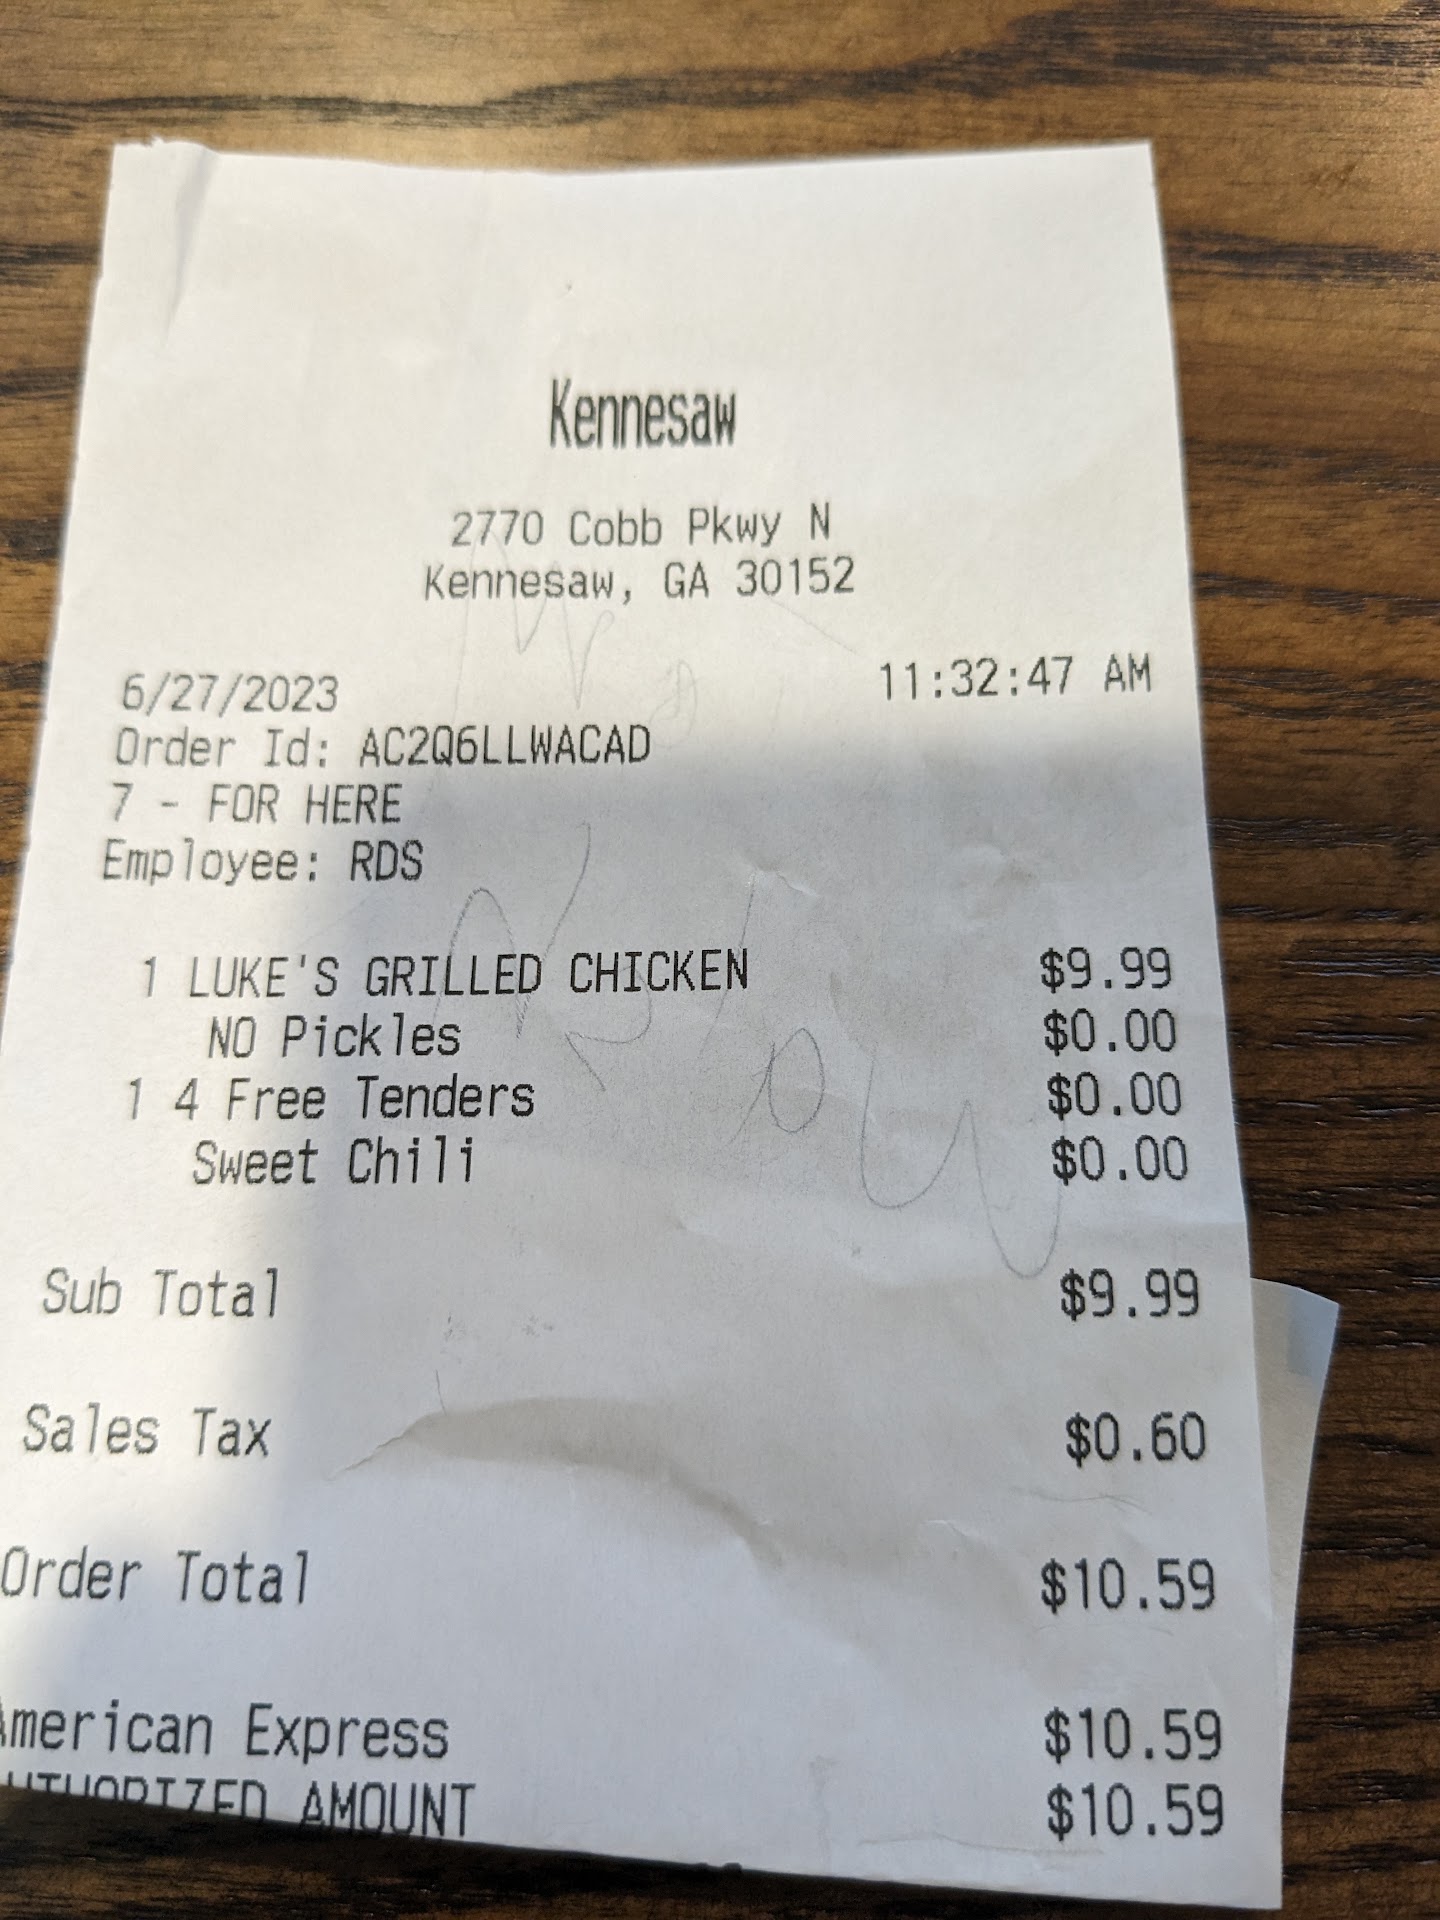 Kennesaw
2770 Cobb Pkwy N
Kennesaw, GA 30152
6/27/2023 11:32:47 AM
Order Id: AC2Q6LLWACAD
7 - FOR HERE
Employee: RDS
1 LUKE'S GRILLED CHICKEN $9.99
NO Pickles $0.00
1 4 Free Tenders $0.00
Sweet Chili $0.00
Sub Total $9.99
Sales Tax $0.60
Order Total $10.59
American Express $10.59
AUTHORIZED AMOUNT $10.59